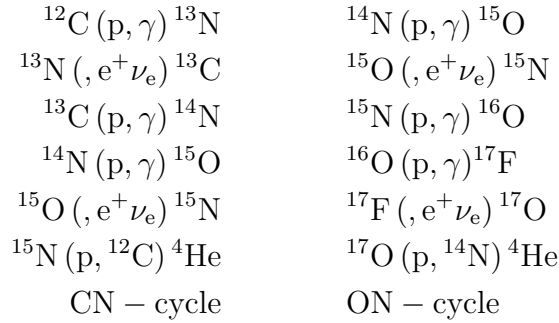 ¹²C (p, γ) ¹³N    ¹⁴N (p, γ) ¹⁵O
¹³N (, e⁺νₑ) ¹³C    ¹⁵O (, e⁺νₑ) ¹⁵N
¹³C (p, γ) ¹⁴N    ¹⁵N (p, γ) ¹⁶O
¹⁴N (p, γ) ¹⁵O    ¹⁶O (p, γ)¹⁷F
¹⁵O (, e⁺νₑ) ¹⁵N    ¹⁷F (, e⁺νₑ) ¹⁷O
¹⁵N (p, ¹²C) ⁴He    ¹⁷O (p, ¹⁴N) ⁴He
CN – cycle    ON – cycle